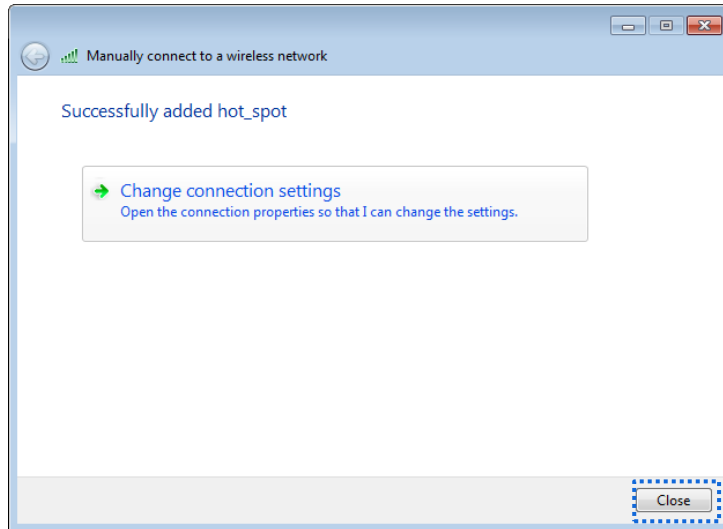 Manually connect to a wireless network
Successfully added hot_spot
Change connection settings
Open the connection properties so that I can change the settings.
Close